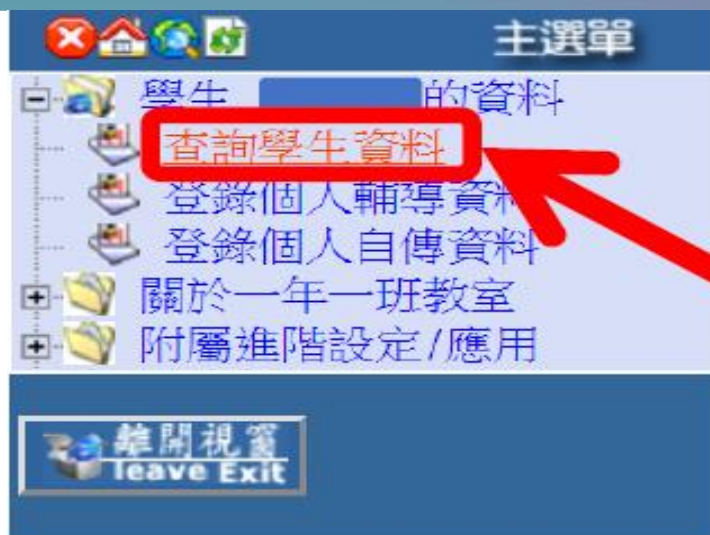 主選單
學生 的資料
查詢學生資料
登錄個人輔導資料
登錄個人自傳資料
關於一年一班教室
附屬進階設定/應用
離開視窗
leave Exit